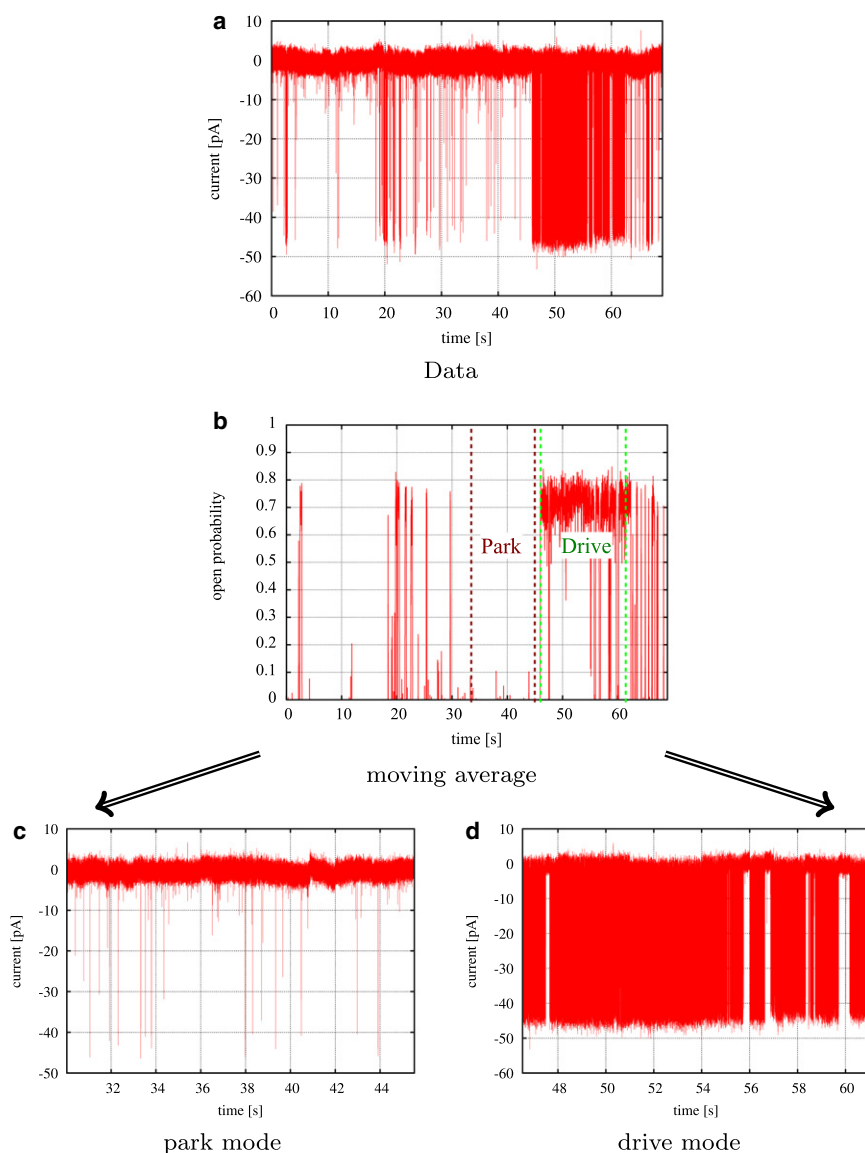 a
10
0
-10
-20
-30
-40
-50
-60
current [pA]
0 10 20 30 40 50 60
time [s]
Data
b
1
0.9
0.8
0.7
0.6
0.5
0.4
0.3
0.2
0.1
0
open probability
Park Drive
0 10 20 30 40 50 60
time [s]
moving average
c
10
0
-10
-20
-30
-40
-50
current [pA]
32 34 36 38 40 42 44
time [s]
park mode
d
10
0
-10
-20
-30
-40
-50
-60
current [pA]
48 50 52 54 56 58 60
time [s]
drive mode